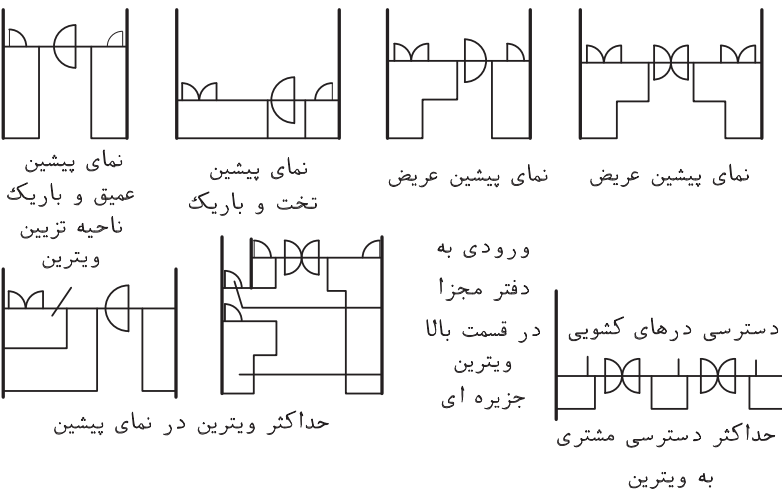 نمای پیشین
عمیق و باریک
ناحیه تزیین
ویترین
نمای پیشین
تخت و باریک
نمای پیشین عریض
نمای پیشین عریض
ورودی به
دفتر مجزا
در قسمت بالا
ویترین
جزیره ای
دسترسی درهای کشویی
حداکثر ویترین در نمای پیشین
حداکثر دسترسی مشتری
به ویترین